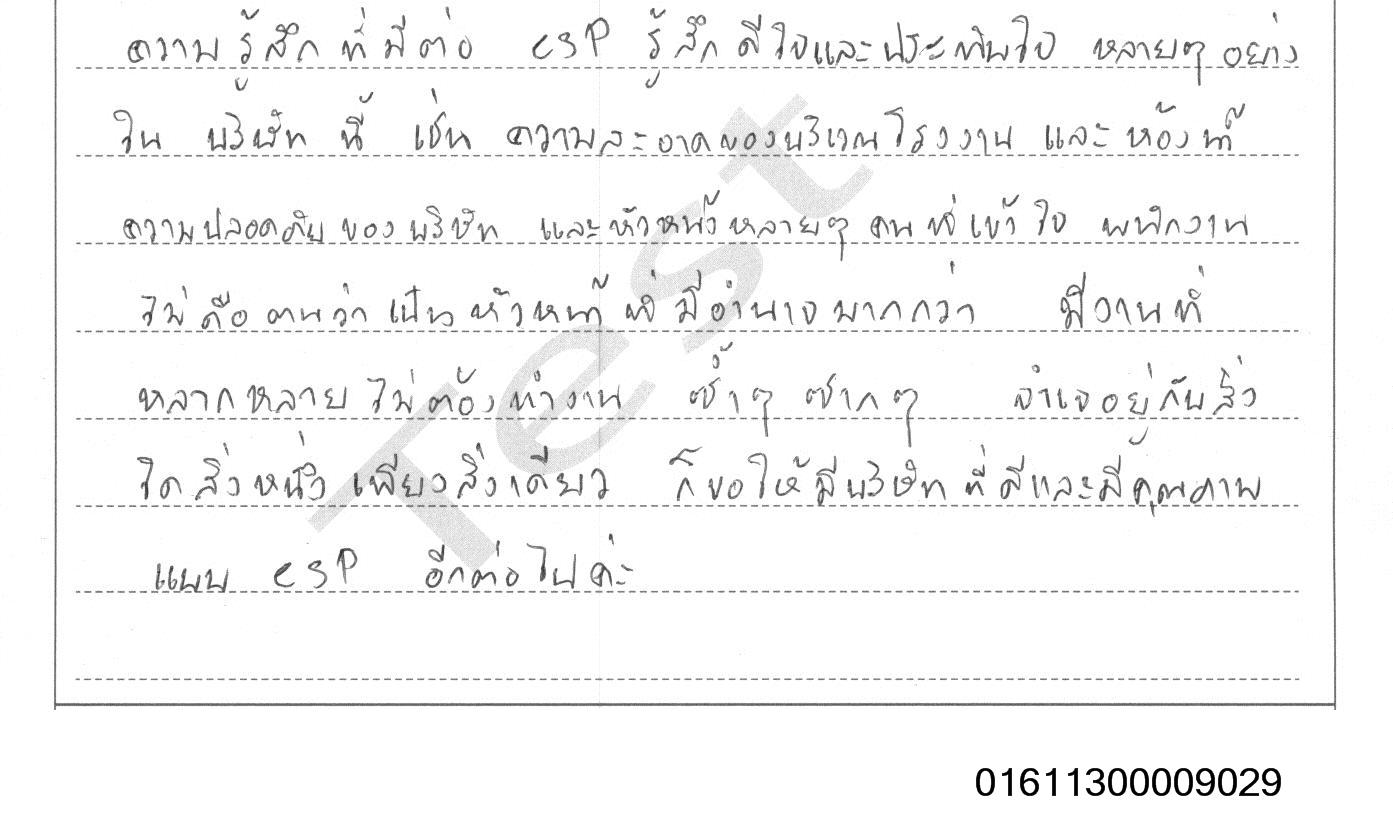 ความรู้สึกที่มีต่อ CSP รู้สึกดีใจและประทับใจ หลายๆอย่าง
ใน บริษัท นี้ เช่น ความสะอาดของบริเวณโรงงาน และห้องน้ำ
ความปลอดภัยของบริษัท และหัวหน้าหลายๆ คนที่เข้าใจ พนักงาน
ไม่ถือตนว่าเป็นหัวหน้าที่มีอำนาจมากกว่า มีงานที่
หลากหลาย ไม่ต้องทำงาน ซ้ำๆ ซากๆ จำเจอยู่กับสิ่ง
ใดสิ่งหนึ่งเพียงสิ่งเดียว ก็ขอให้มีบริษัทที่ดีและมีคุณภาพ
แบบ CSP อีกต่อไปค่ะ
Test
01611300009029